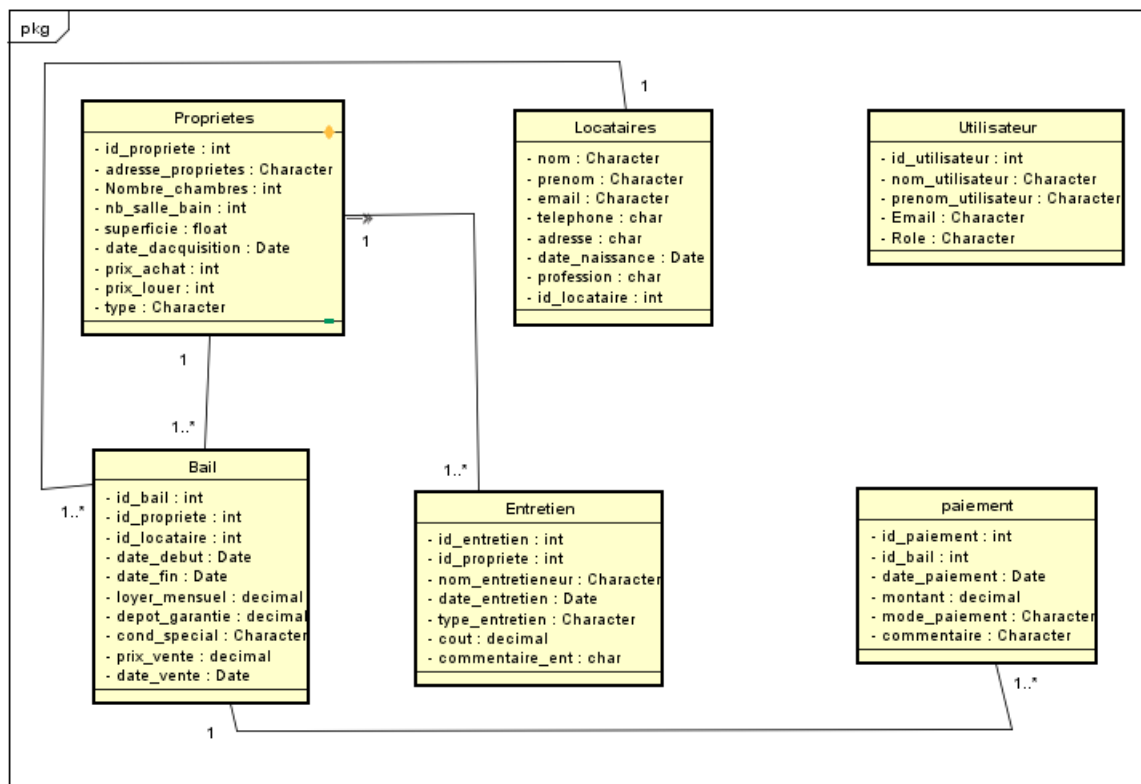 pkg
1
Proprietes
- id_propriete : int
- adresse_proprietes : Character
- Nombre_chambres : int
- nb_salle_bain : int
- superficie : float
- date_dacquisition : Date
- prix_achat : int
- prix_louer : int
- type : Character
Locataires
- nom : Character
- prenom : Character
- email : Character
- telephone : char
- adresse : char
- date_naissance : Date
- profession : char
- id_locataire : int
Utilisateur
- id_utilisateur : int
- nom_utilisateur : Character
- prenom_utilisateur : Character
- Email : Character
- Role : Character
1
1
1..*
1..*
1..*
Bail
- id_bail : int
- id_propriete : int
- id_locataire : int
- date_debut : Date
- date_fin : Date
- loyer_mensuel : decimal
- depot_garantie : decimal
- cond_special : Character
- prix_vente : decimal
- date_vente : Date
Entretien
- id_entretien : int
- id_propriete : int
- nom_entretieneur : Character
- date_entretien : Date
- type_entretien : Character
- cout : decimal
- commentaire_ent : char
paiement
- id_paiement : int
- id_bail : int
- date_paiement : Date
- montant : decimal
- mode_paiement : Character
- commentaire : Character
1..*
1